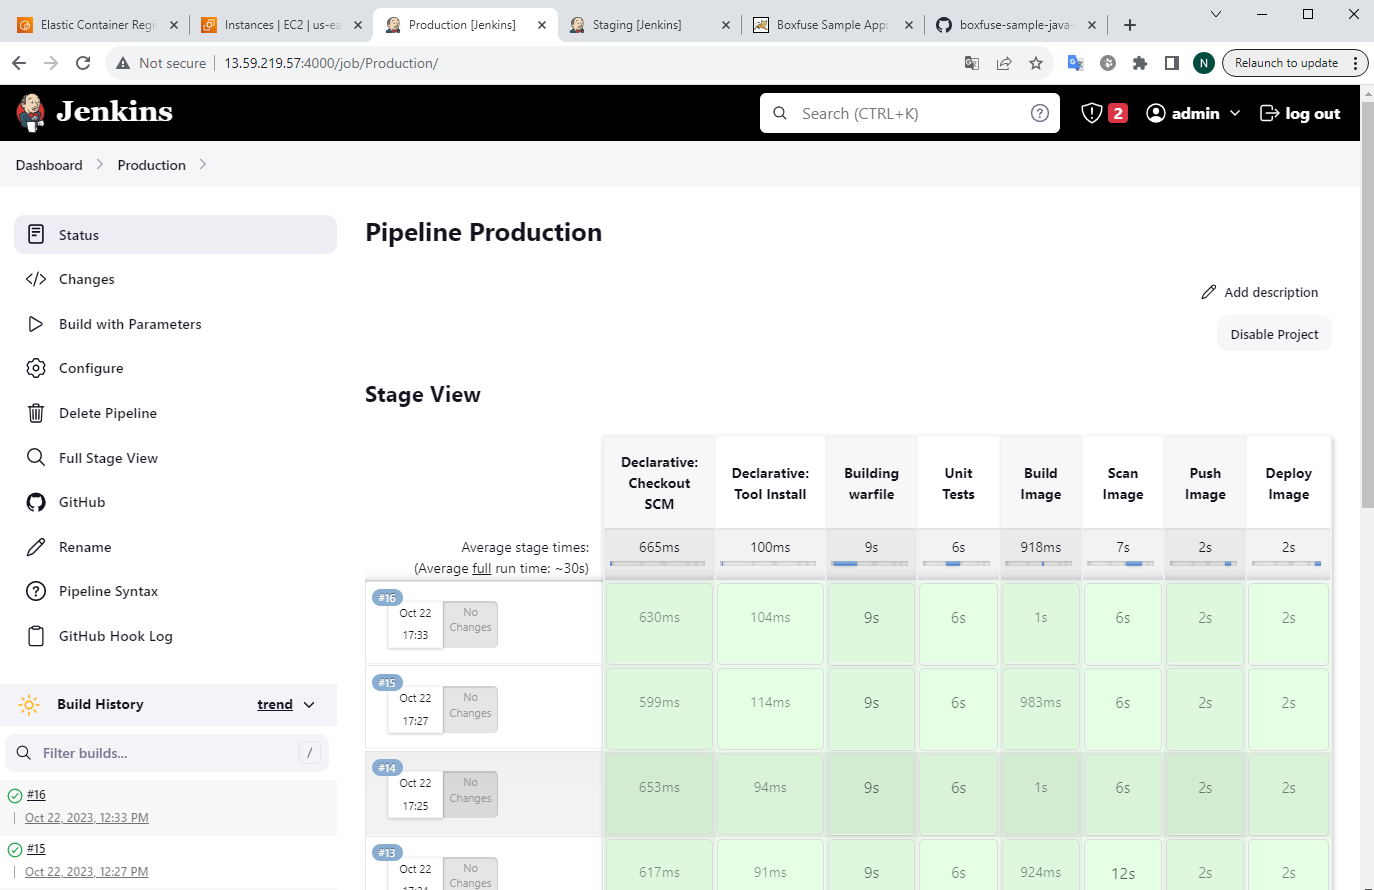 Elastic Container Regi
Instances | EC2 | us-ea
Production [Jenkins]
Staging [Jenkins]
Boxfuse Sample App:
boxfuse-sample-java-
Not secure
13.59.219.57:4000/job/Production/
N
Relaunch to update
Jenkins
Search (CTRL+K)
2
admin
log out
Dashboard
Production
Status
Changes
Build with Parameters
Configure
Delete Pipeline
Full Stage View
GitHub
Rename
Pipeline Syntax
GitHub Hook Log
Build History
trend
Filter builds...
/
#16
Oct 22, 2023, 12:33 PM
#15
Oct 22, 2023, 12:27 PM
Pipeline Production
Add description
Disable Project
Stage View
Declarative:
Checkout
SCM
Declarative:
Tool Install
Building
warfile
Unit
Tests
Build
Image
Scan
Image
Push
Image
Deploy
Image
Average stage times:
(Average full run time: ~30s)
665ms
100ms
9s
6s
918ms
7s
2s
2s
#16
Oct 22
17:33
No
Changes
630ms
104ms
9s
6s
1s
6s
2s
2s
#15
Oct 22
17:27
No
Changes
599ms
114ms
9s
6s
983ms
6s
2s
2s
#14
Oct 22
17:25
No
Changes
653ms
94ms
9s
6s
1s
6s
2s
2s
#13
Oct 22
No
Changes
617ms
91ms
9s
6s
924ms
12s
2s
2s